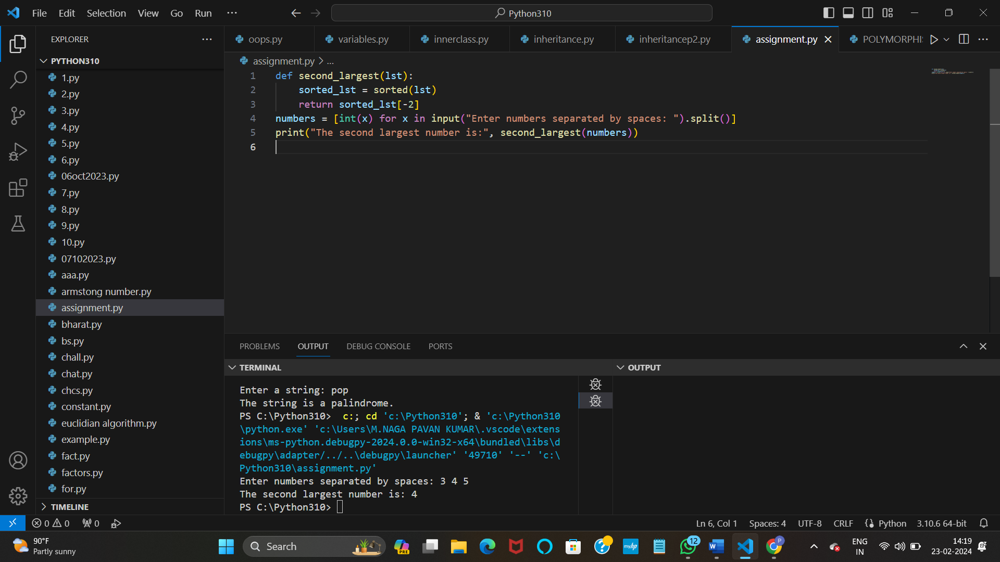 File Edit Selection View Go Run ···
Python310
EXPLORER
oops.py variables.py innerclass.py inheritance.py inheritancep2.py assignment.py POLYMORPHI
PYTHON310
assignment.py > ...
1.py
2.py
3.py
4.py
5.py
6.py
06oct2023.py
7.py
8.py
9.py
10.py
07102023.py
aaa.py
armstong number.py
assignment.py
bharat.py
bs.py
chall.py
chat.py
chcs.py
constant.py
euclidian algorithm.py
example.py
fact.py
factors.py
for.py
TIMELINE
1 def second_largest(lst):
2     sorted_lst = sorted(lst)
3     return sorted_lst[-2]
4 numbers = [int(x) for x in input("Enter numbers separated by spaces: ").split()]
5 print("The second largest number is:", second_largest(numbers))
6
PROBLEMS OUTPUT DEBUG CONSOLE PORTS
TERMINAL
Enter a string: pop
The string is a palindrome.
PS C:\Python310>  c:; cd 'c:\Python310'; & 'c:\Python310
\python.exe' 'c:\Users\M.NAGA PAVAN KUMAR\.vscode\extens
ions\ms-python.debugpy-2024.0.0-win32-x64\bundled\libs\d
ebugpy\adapter/../..\debugpy\launcher' '49710' '--' 'c:\
Python310\assignment.py'
Enter numbers separated by spaces: 3 4 5
The second largest number is: 4
PS C:\Python310>
OUTPUT
0 0 0
Ln 6, Col 1 Spaces: 4 UTF-8 CRLF Python 3.10.6 64-bit
90°F
Partly sunny
Search
PRE
myhp
12
P
ENG
IN
14:19
23-02-2024